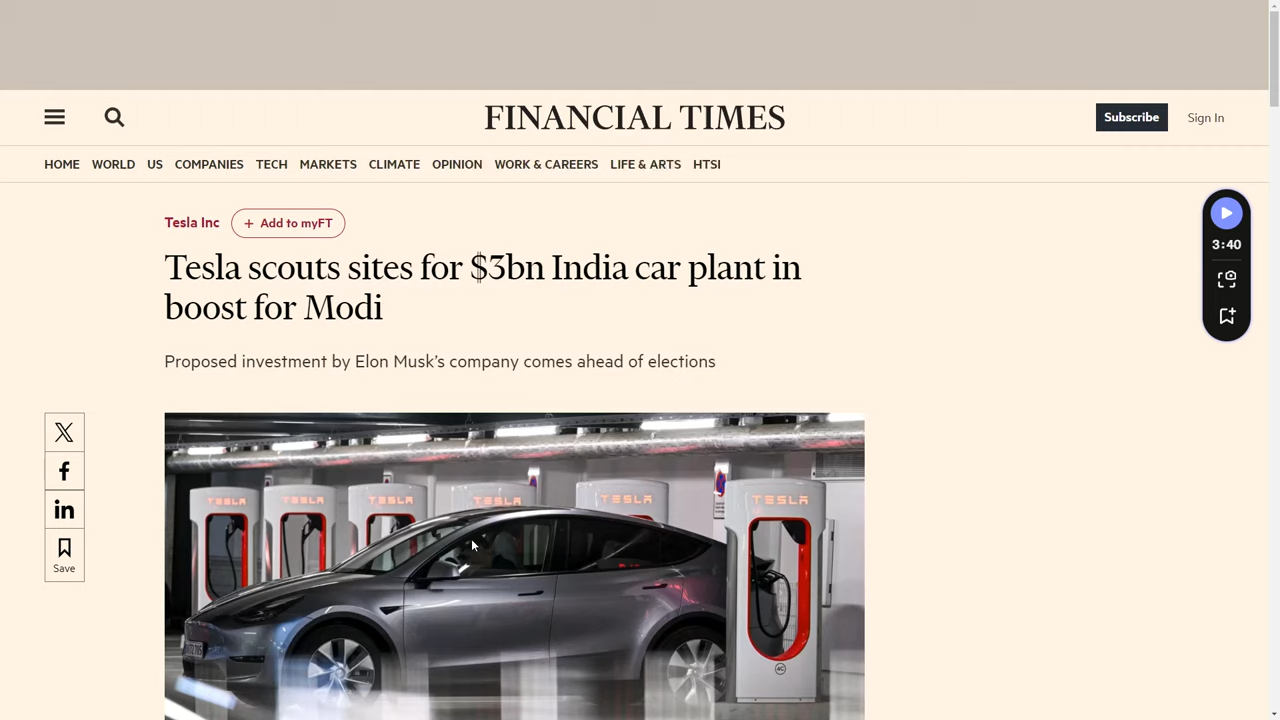 FINANCIAL TIMES
Subscribe
Sign In
HOME WORLD US COMPANIES TECH MARKETS CLIMATE OPINION WORK & CAREERS LIFE & ARTS HTSI
Tesla Inc
+ Add to myFT
3:40
Tesla scouts sites for $3bn India car plant in
boost for Modi
Proposed investment by Elon Musk’s company comes ahead of elections
Save
TESLA TESLA TESLA TESLA TESLA TESLA
4C